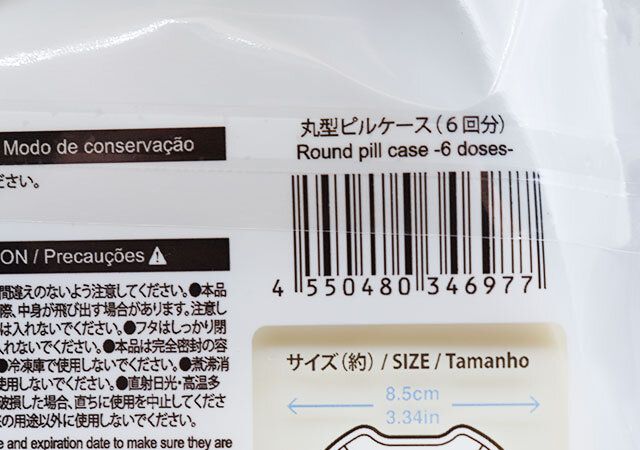 丸型ピルケース(6回分)
Round pill case -6 doses-
4 550480 346977
Modo de conservação
ださい。
ON / Precauções
間違えのないよう注意してください。●本品
際、中身が飛び出す場合があります。注意し
は入れないでください。●フタはしっかり閉
入れないでください。●本品は完全密封の容
●冷凍庫で使用しないでください。●煮沸消
使用しないでください。●直射日光・高温多
破損した場合、直ちに使用を中止してくださ
来の用途以外に使用しないでください。
e and expiration date to make sure they are
サイズ(約) / SIZE / Tamanho
8.5cm
3.34in